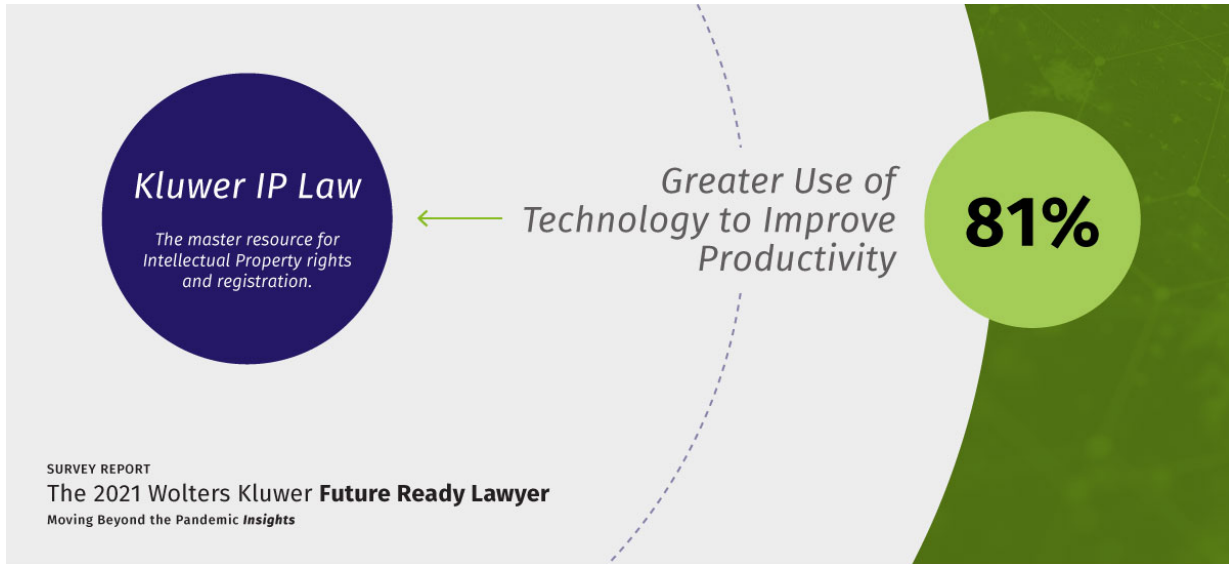 Kluwer IP Law
The master resource for
Intellectual Property rights
and registration.
Greater Use of
Technology to Improve
Productivity
81%
SURVEY REPORT
The 2021 Wolters Kluwer Future Ready Lawyer
Moving Beyond the Pandemic Insights